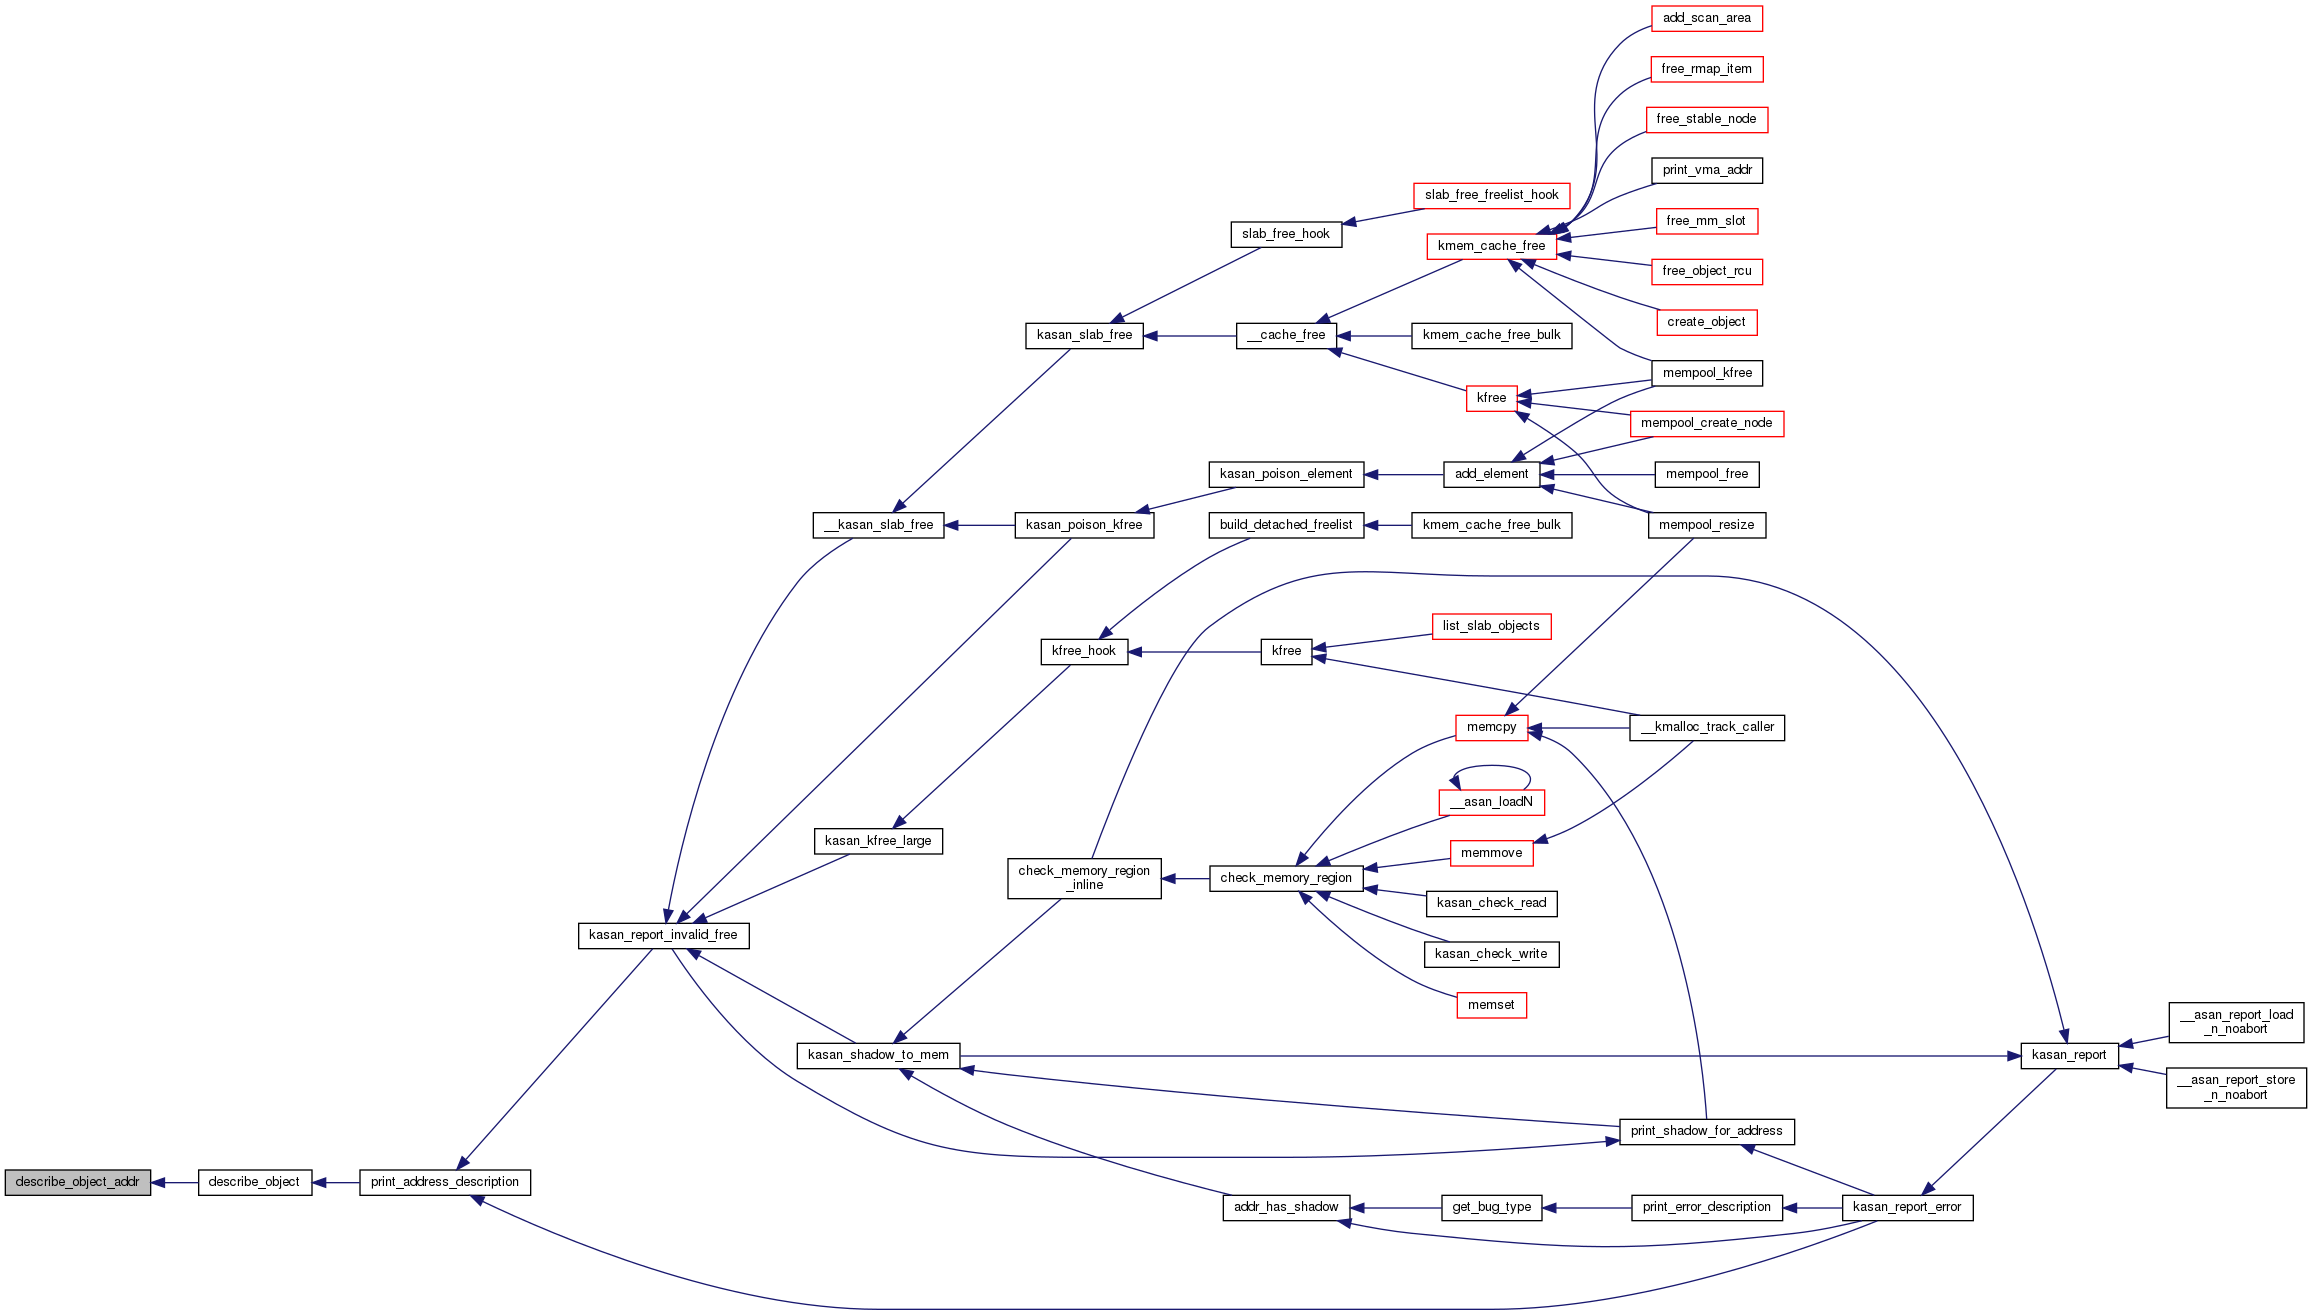 add_scan_area
free_rmap_item
free_stable_node
print_vma_addr
slab_free_freelist_hook
free_mm_slot
slab_free_hook
kmem_cache_free
free_object_rcu
create_object
kasan_slab_free
__cache_free
kmem_cache_free_bulk
mempool_kfree
kfree
mempool_create_node
kasan_poison_element
add_element
mempool_free
__kasan_slab_free
kasan_poison_kfree
build_detached_freelist
kmem_cache_free_bulk
mempool_resize
list_slab_objects
kfree_hook
kfree
memcpy
__kmalloc_track_caller
__asan_loadN
kasan_kfree_large
memmove
check_memory_region
_inline
check_memory_region
kasan_check_read
kasan_report_invalid_free
kasan_check_write
memset
__asan_report_load
_n_noabort
kasan_shadow_to_mem
kasan_report
__asan_report_store
_n_noabort
print_shadow_for_address
describe_object_addr
describe_object
print_address_description
addr_has_shadow
get_bug_type
print_error_description
kasan_report_error